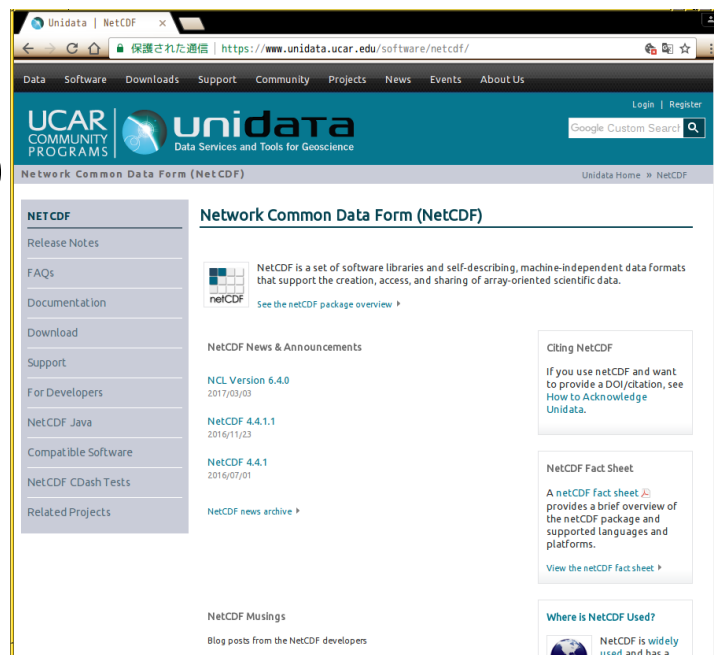 Unidata | NetCDF ×
保護された通信 | https://www.unidata.ucar.edu/software/netcdf/
Data Software Downloads Support Community Projects News Events About Us
Login | Register
UCAR
COMMUNITY
PROGRAMS
unidata
Data Services and Tools for Geoscience
Google Custom Search
Network Common Data Form (NetCDF)
Unidata Home » NetCDF
NETCDF
Release Notes
FAQs
Documentation
Download
Support
For Developers
NetCDF Java
Compatible Software
NetCDF CDash Tests
Related Projects
Network Common Data Form (NetCDF)
netCDF
NetCDF is a set of software libraries and self-describing, machine-independent data formats
that support the creation, access, and sharing of array-oriented scientific data.
See the netCDF package overview
NetCDF News & Announcements
NCL Version 6.4.0
2017/03/03
NetCDF 4.4.1.1
2016/11/23
NetCDF 4.4.1
2016/07/01
NetCDF news archive
Citing NetCDF
If you use netCDF and want
to provide a DOI/citation, see
How to Acknowledge
Unidata.
NetCDF Fact Sheet
A netCDF fact sheet
provides a brief overview of
the netCDF package and
supported languages and
platforms.
View the netCDF fact sheet
NetCDF Musings
Blog posts from the NetCDF developers
Where is NetCDF Used?
NetCDF is widely
used and has a